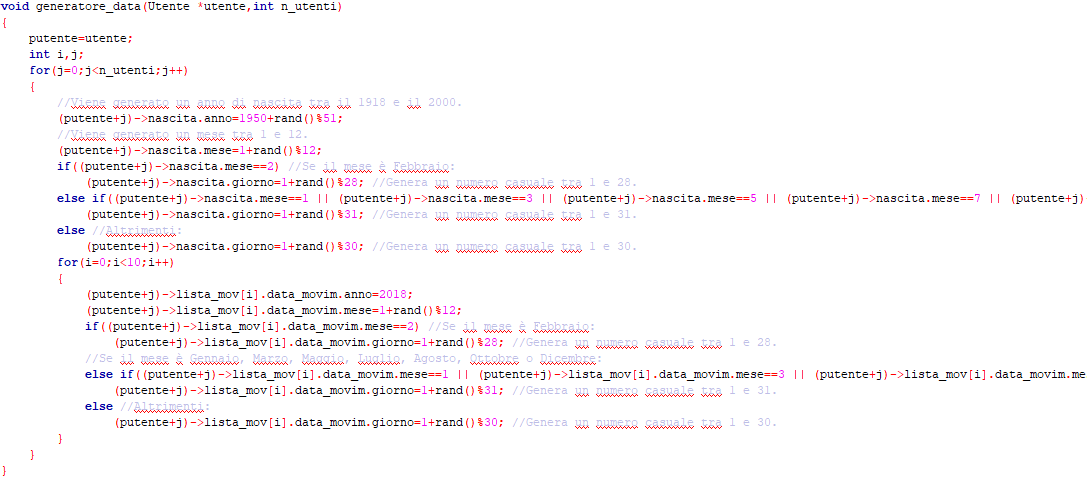 void generatore_data(Utente *utente,int n_utenti)
{
    putente=utente;
    int i,j;
    for(j=0;j<n_utenti;j++)
    {
        //Viene generato un anno di nascita tra il 1918 e il 2000.
        (putente+j)->nascita.anno=1950+rand()%51;
        //Viene generato un mese tra 1 e 12.
        (putente+j)->nascita.mese=1+rand()%12;
        if((putente+j)->nascita.mese==2) //Se il mese è Febbraio:
            (putente+j)->nascita.giorno=1+rand()%28; //Genera un numero casuale tra 1 e 28.
        else if((putente+j)->nascita.mese==1 || (putente+j)->nascita.mese==3 || (putente+j)->nascita.mese==5 || (putente+j)->nascita.mese==7 || (putente+j)
            (putente+j)->nascita.giorno=1+rand()%31; //Genera un numero casuale tra 1 e 31.
        else //Altrimenti:
            (putente+j)->nascita.giorno=1+rand()%30; //Genera un numero casuale tra 1 e 30.
        for(i=0;i<10;i++)
        {
            (putente+j)->lista_mov[i].data_movim.anno=2018;
            (putente+j)->lista_mov[i].data_movim.mese=1+rand()%12;
            if((putente+j)->lista_mov[i].data_movim.mese==2) //Se il mese è Febbraio:
                (putente+j)->lista_mov[i].data_movim.giorno=1+rand()%28; //Genera un numero casuale tra 1 e 28.
            //Se il mese è Gennaio, Marzo, Maggio, Luglio, Agosto, Ottobre o Dicembre:
            else if((putente+j)->lista_mov[i].data_movim.mese==1 || (putente+j)->lista_mov[i].data_movim.mese==3 || (putente+j)->lista_mov[i].data_movim.me
                (putente+j)->lista_mov[i].data_movim.giorno=1+rand()%31; //Genera un numero casuale tra 1 e 31.
            else //Altrimenti:
                (putente+j)->lista_mov[i].data_movim.giorno=1+rand()%30; //Genera un numero casuale tra 1 e 30.
        }
    }
}